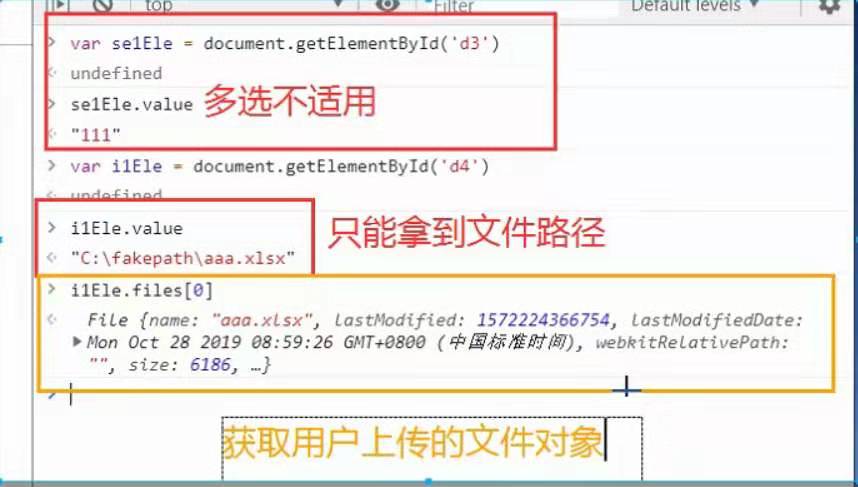 top
Filter
Default levels
> var se1Ele = document.getElementById('d3')
undefined
> se1Ele.value 多选不适用
"111"
> var i1Ele = document.getElementById('d4')
undefined
> i1Ele.value
只能拿到文件路径
"C:\fakepath\aaa.xlsx"
> i1Ele.files[0]
File {name: "aaa.xlsx", lastModified: 1572224366754, lastModifiedDate:
Mon Oct 28 2019 08:59:26 GMT+0800 (中国标准时间), webkitRelativePath:
"", size: 6186, …}
>
获取用户上传的文件对象